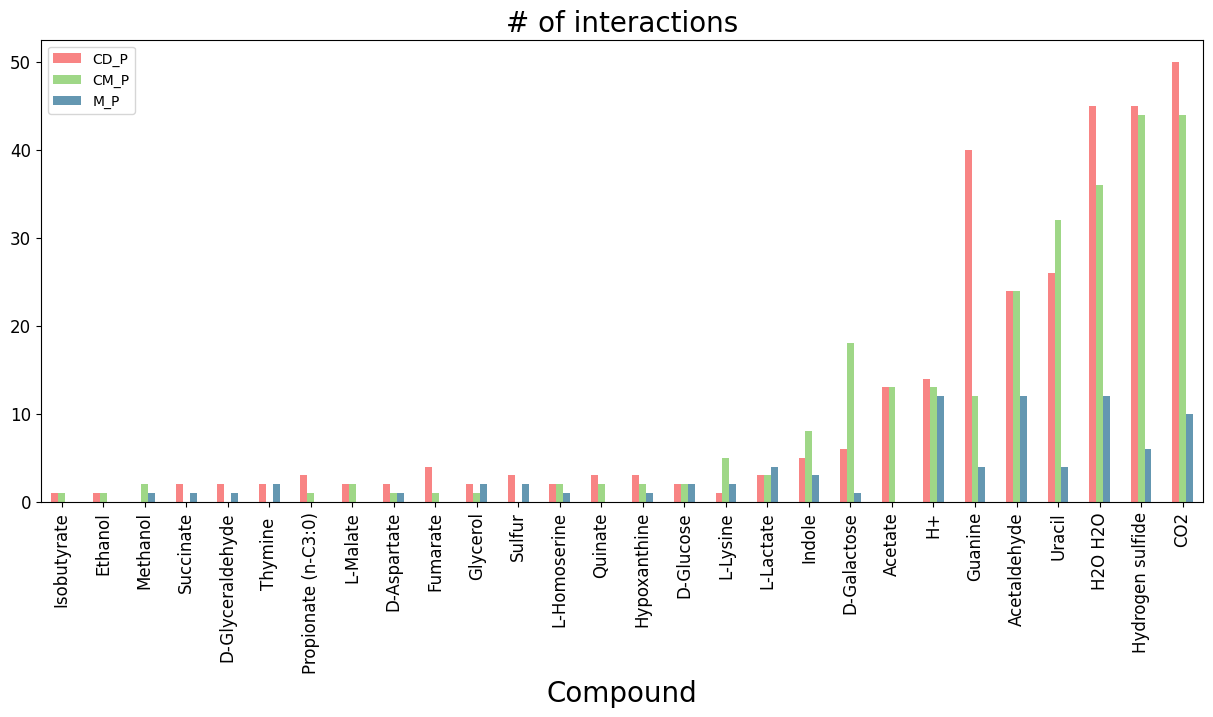 # of interactions
CD_P
CM_P
M_P
50
40
30
20
10
0
Isobutyrate
Ethanol
Methanol
Succinate
D-Glyceraldehyde
Thymine
Propionate (n-C3:0)
L-Malate
D-Aspartate
Fumarate
Glycerol
Sulfur
L-Homoserine
Quinate
Hypoxanthine
D-Glucose
L-Lysine
L-Lactate
Indole
D-Galactose
Acetate
H+
Guanine
Acetaldehyde
Uracil
H2O H2O
Hydrogen sulfide
CO2
Compound